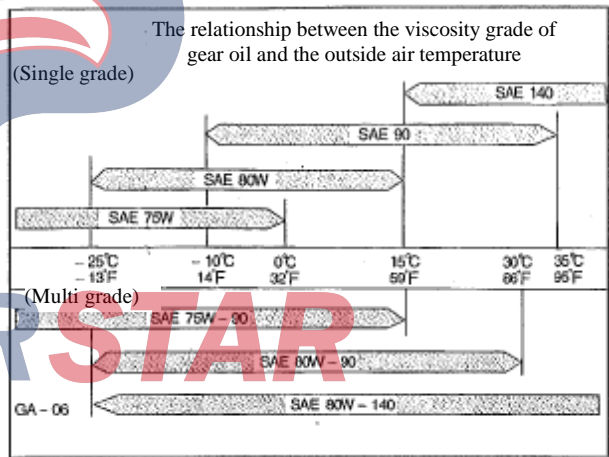 The relationship between the viscosity grade of
gear oil and the outside air temperature
(Single grade)
SAE 140
SAE 90
SAE 80W
SAE 75W
-25°C -10°C 0°C 15°C 30°C 35°C
-13°F 14°F 32°F 59°F 86°F 95°F
(Multi grade)
SAE 75W-90
SAE 80W-90
SAE 80W-140
GA-06
RSTAR